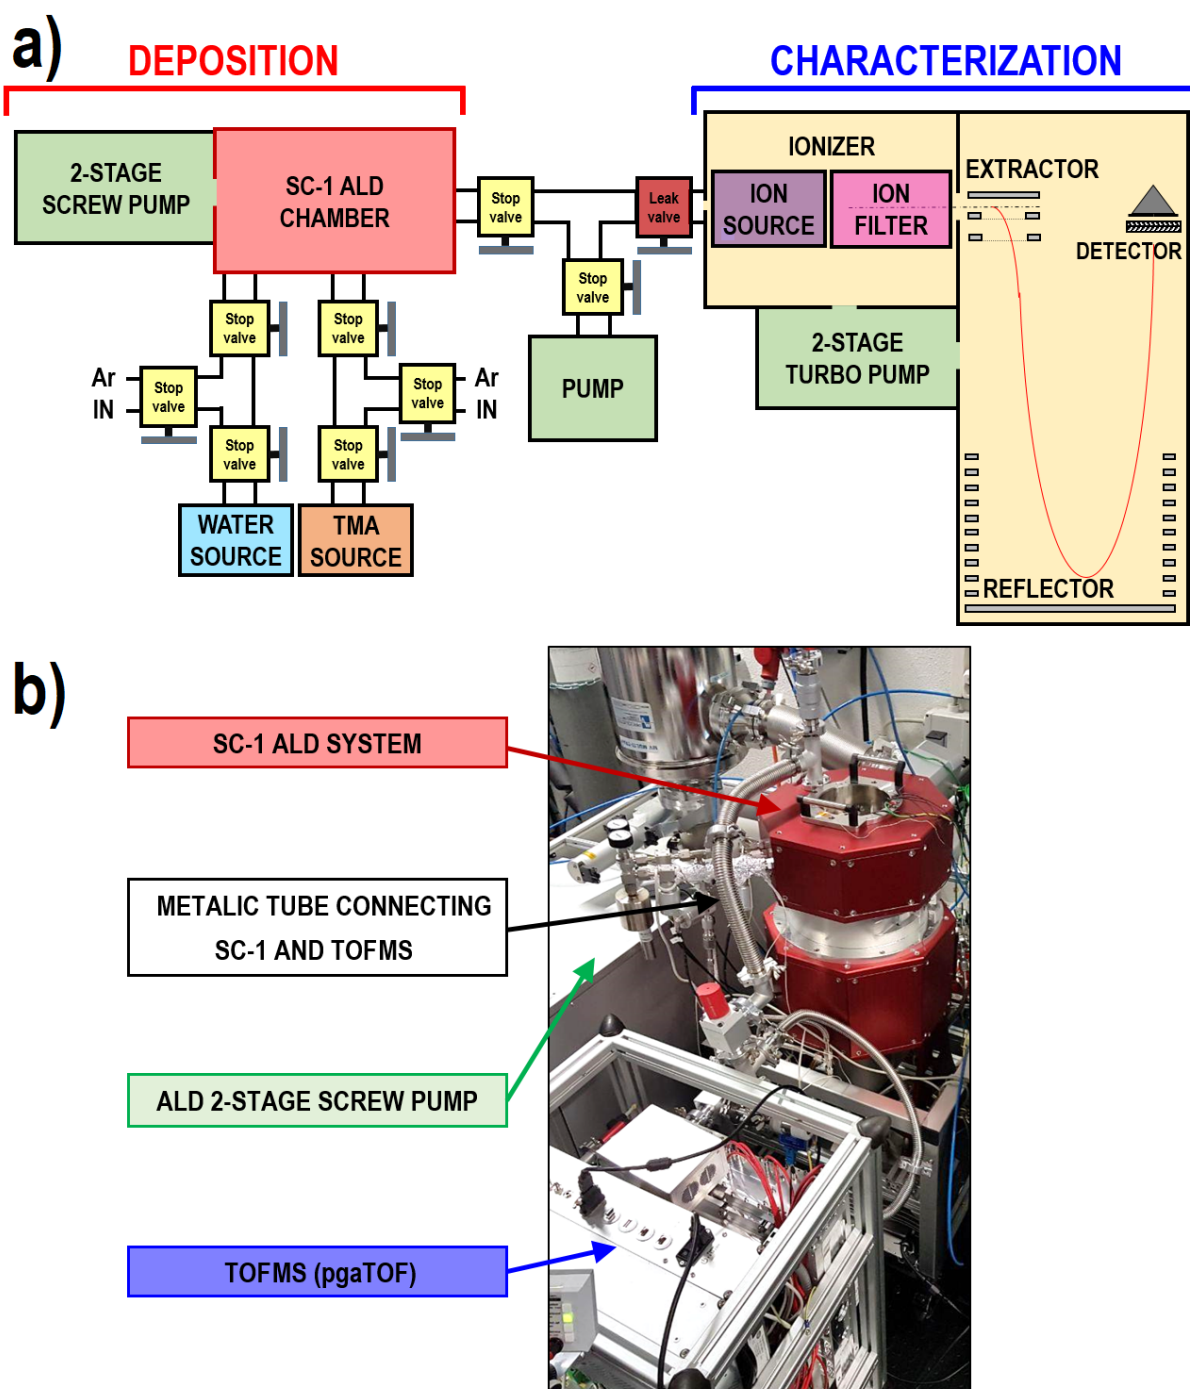 a)
DEPOSITION
CHARACTERIZATION
2-STAGE
SCREW PUMP
SC-1 ALD
CHAMBER
Stop
valve
Leak
valve
IONIZER
ION
SOURCE
ION
FILTER
EXTRACTOR
DETECTOR
Stop
valve
PUMP
2-STAGE
TURBO PUMP
Stop
valve
Stop
valve
Ar
IN
Stop
valve
Stop
valve
Ar
IN
Stop
valve
Stop
valve
WATER
SOURCE
TMA
SOURCE
REFLECTOR
b)
SC-1 ALD SYSTEM
METALIC TUBE CONNECTING
SC-1 AND TOFMS
ALD 2-STAGE SCREW PUMP
TOFMS (pgaTOF)